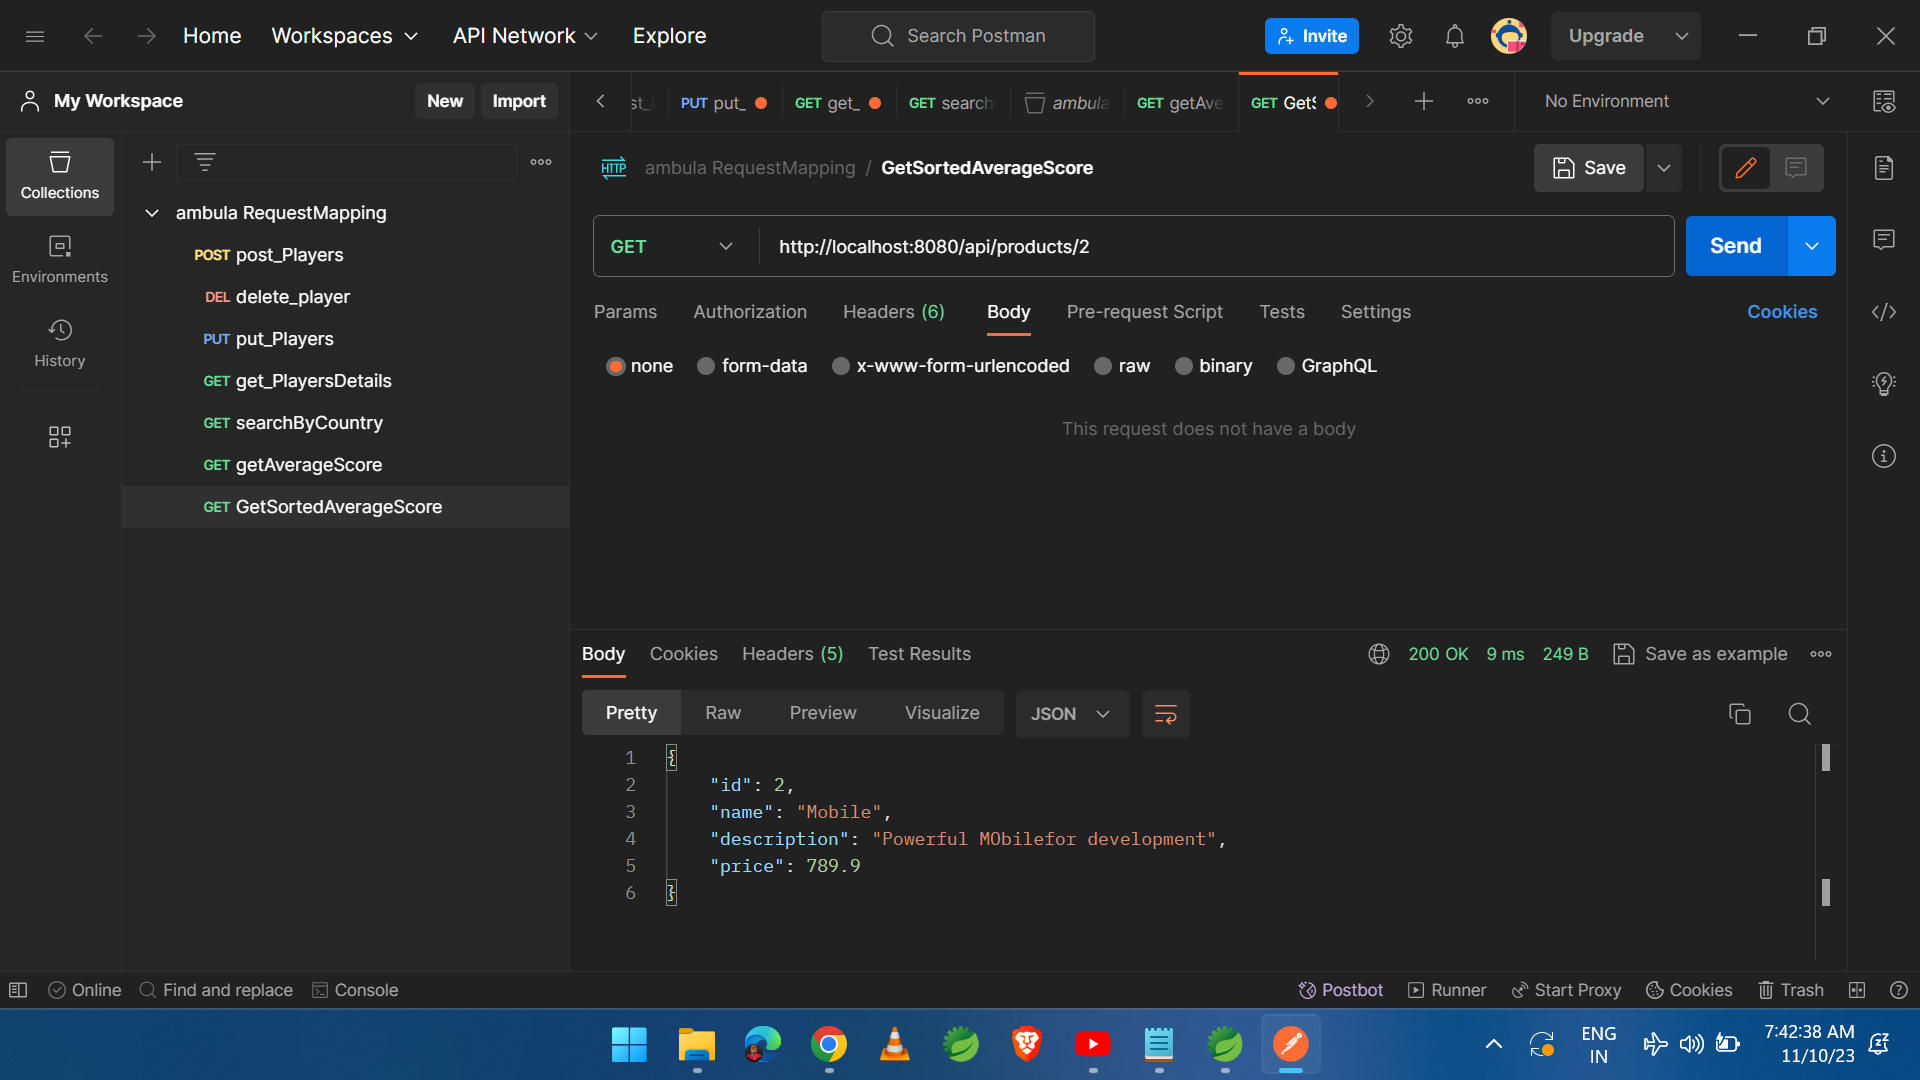 Home
Workspaces
API Network
Explore
Search Postman
Invite
Upgrade
My Workspace
New
Import
PUT put_
GET get_
GET search
ambula
GET getAve
GET GetS
No Environment
Collections
Environments
History
ambula RequestMapping
POST post_Players
DEL delete_player
PUT put_Players
GET get_PlayersDetails
GET searchByCountry
GET getAverageScore
GET GetSortedAverageScore
HTTP ambula RequestMapping / GetSortedAverageScore
Save
GET
http://localhost:8080/api/products/2
Send
Params
Authorization
Headers (6)
Body
Pre-request Script
Tests
Settings
Cookies
none
form-data
x-www-form-urlencoded
raw
binary
GraphQL
This request does not have a body
Body
Cookies
Headers (5)
Test Results
200 OK
9 ms
249 B
Save as example
Pretty
Raw
Preview
Visualize
JSON
1 {
2 "id": 2,
3 "name": "Mobile",
4 "description": "Powerful MObilefor development",
5 "price": 789.9
6 }
Online
Find and replace
Console
Postbot
Runner
Start Proxy
Cookies
Trash
ENG
IN
7:42:38 AM
11/10/23